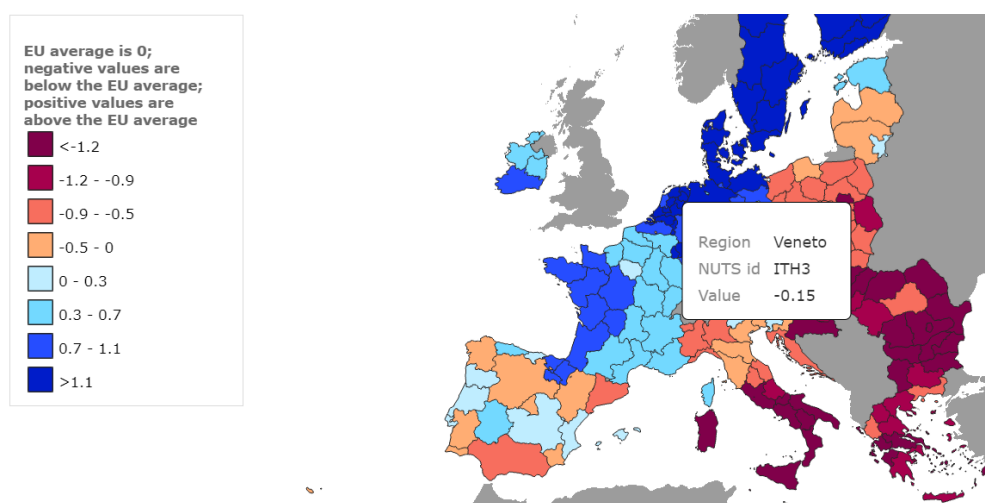 EU average is 0;
negative values are
below the EU average;
positive values are
above the EU average
<-1.2
-1.2 - -0.9
-0.9 - -0.5
-0.5 - 0
0 - 0.3
0.3 - 0.7
0.7 - 1.1
>1.1
Region Veneto
NUTS id ITH3
Value -0.15